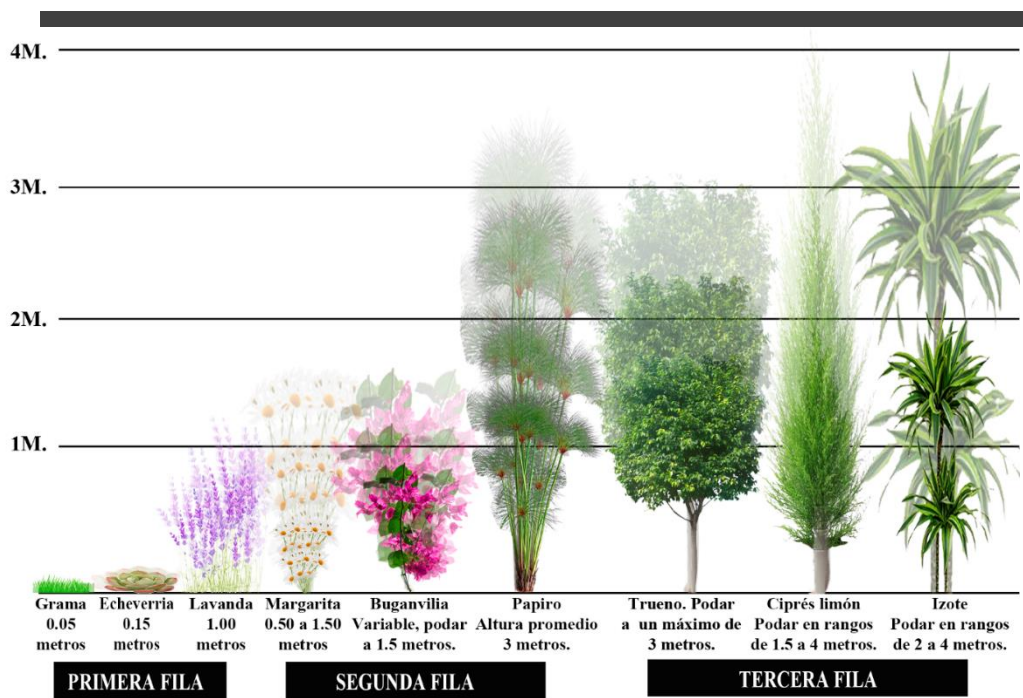 4M.
3M.
2M.
1M.
Grama
0.05
metros
Echeverria
0.15
metros
Lavanda
1.00
metros
Margarita
0.50 a 1.50
metros
Buganvilia
Variable, podar
a 1.5 metros.
Papiro
Altura promedio
3 metros.
Trueno. Podar
a un máximo de
3 metros.
Ciprés limón
Podar en rangos
de 1.5 a 4 metros.
Izote
Podar en rangos
de 2 a 4 metros.
PRIMERA FILA
SEGUNDA FILA
TERCERA FILA